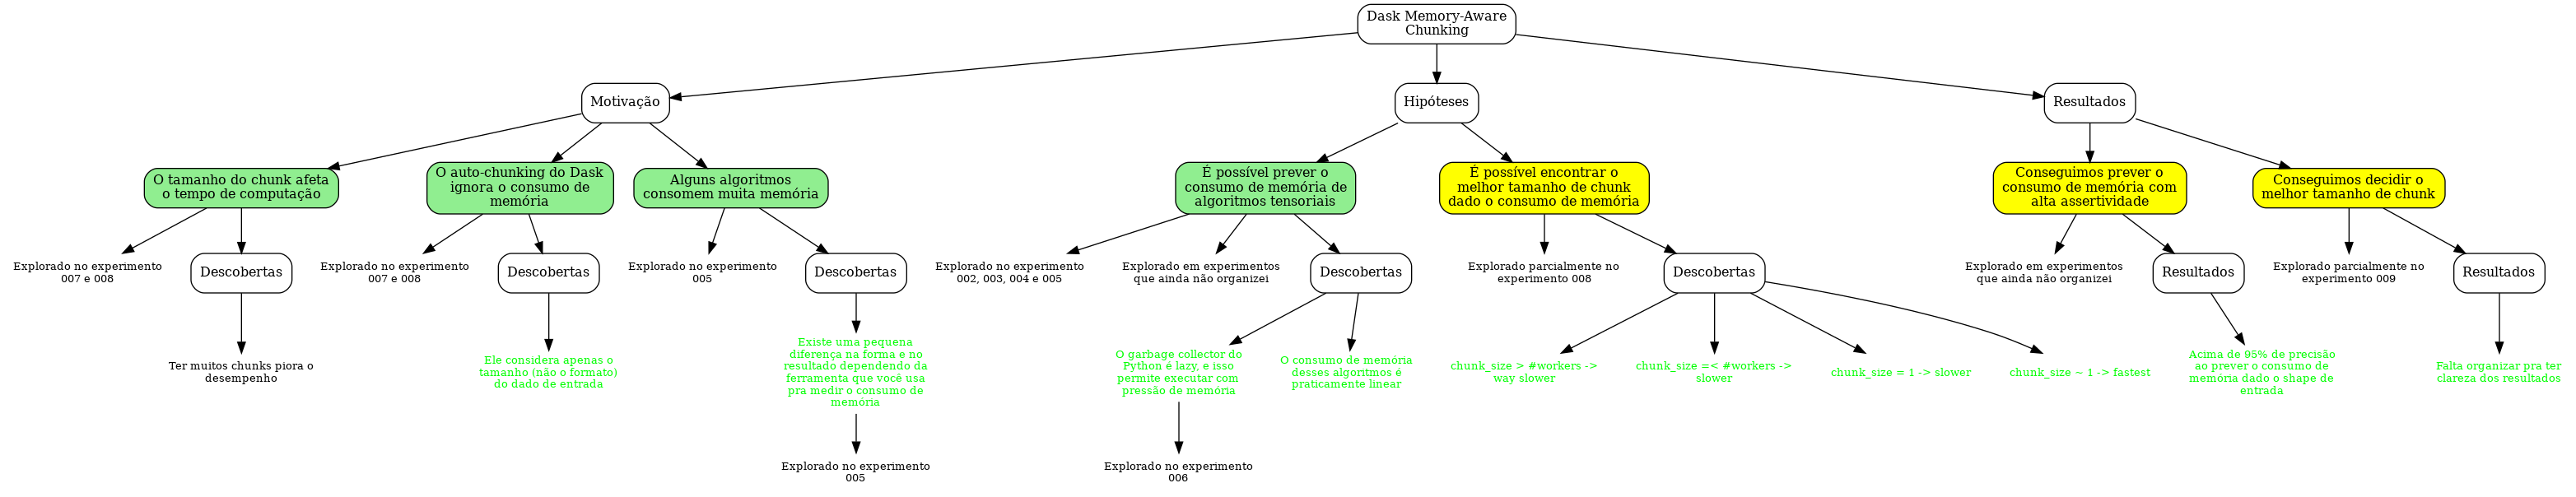 Dask Memory-Aware
Chunking
Motivação
Hipóteses
Resultados
O tamanho do chunk afeta
o tempo de computação
O auto-chunking do Dask
ignora o consumo de
memória
Alguns algoritmos
consomem muita memória
É possível prever o
consumo de memória de
algoritmos tensoriais
É possível encontrar o
melhor tamanho de chunk
dado o consumo de memória
Conseguimos prever o
consumo de memória com
alta assertividade
Conseguimos decidir o
melhor tamanho de chunk
Explorado no experimento
007 e 008
Descobertas
Explorado no experimento
007 e 008
Descobertas
Explorado no experimento
005
Descobertas
Explorado no experimento
002, 003, 004 e 005
Explorado em experimentos
que ainda não organizei
Descobertas
Explorado parcialmente no
experimento 008
Descobertas
Explorado em experimentos
que ainda não organizei
Resultados
Explorado parcialmente no
experimento 009
Resultados
Ter muitos chunks piora o
desempenho
Ele considera apenas o
tamanho (não o formato)
do dado de entrada
Existe uma pequena
diferença na forma e no
resultado dependendo da
ferramenta que você usa
pra medir o consumo de
memória
O garbage collector do
Python é lazy, e isso
permite executar com
pressão de memória
O consumo de memória
desses algoritmos é
praticamente linear
chunk_size > #workers ->
way slower
chunk_size =< #workers ->
slower
chunk_size = 1 -> slower
chunk_size ~ 1 -> fastest
Acima de 95% de precisão
ao prever o consumo de
memória dado o shape de
entrada
Falta organizar pra ter
clareza dos resultados
Explorado no experimento
005
Explorado no experimento
006